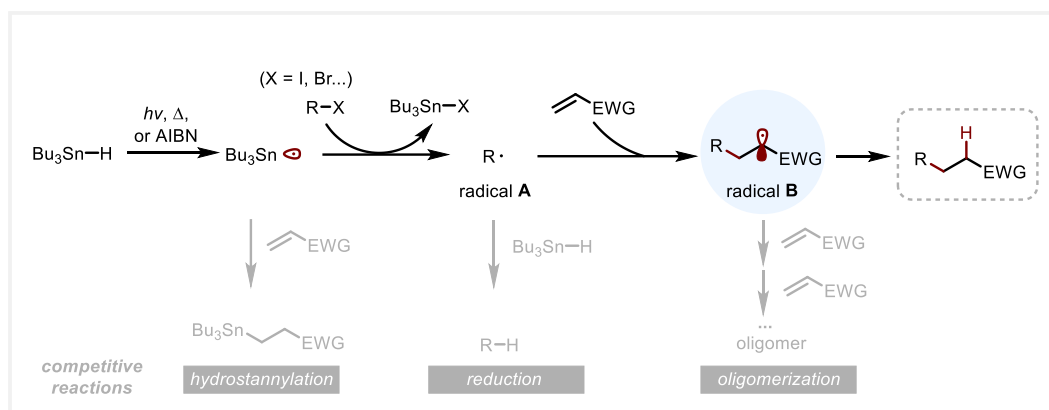 (X = I, Br...)
hν, Δ,
or AIBN
R–X
Bu₃Sn–X
EWG
Bu₃Sn–H
Bu₃Sn
R·
R
EWG
H
R
EWG
radical A
radical B
EWG
Bu₃Sn–H
EWG
EWG
Bu₃Sn
EWG
R–H
...
oligomer
competitive
reactions
hydrostannylation
reduction
oligomerization